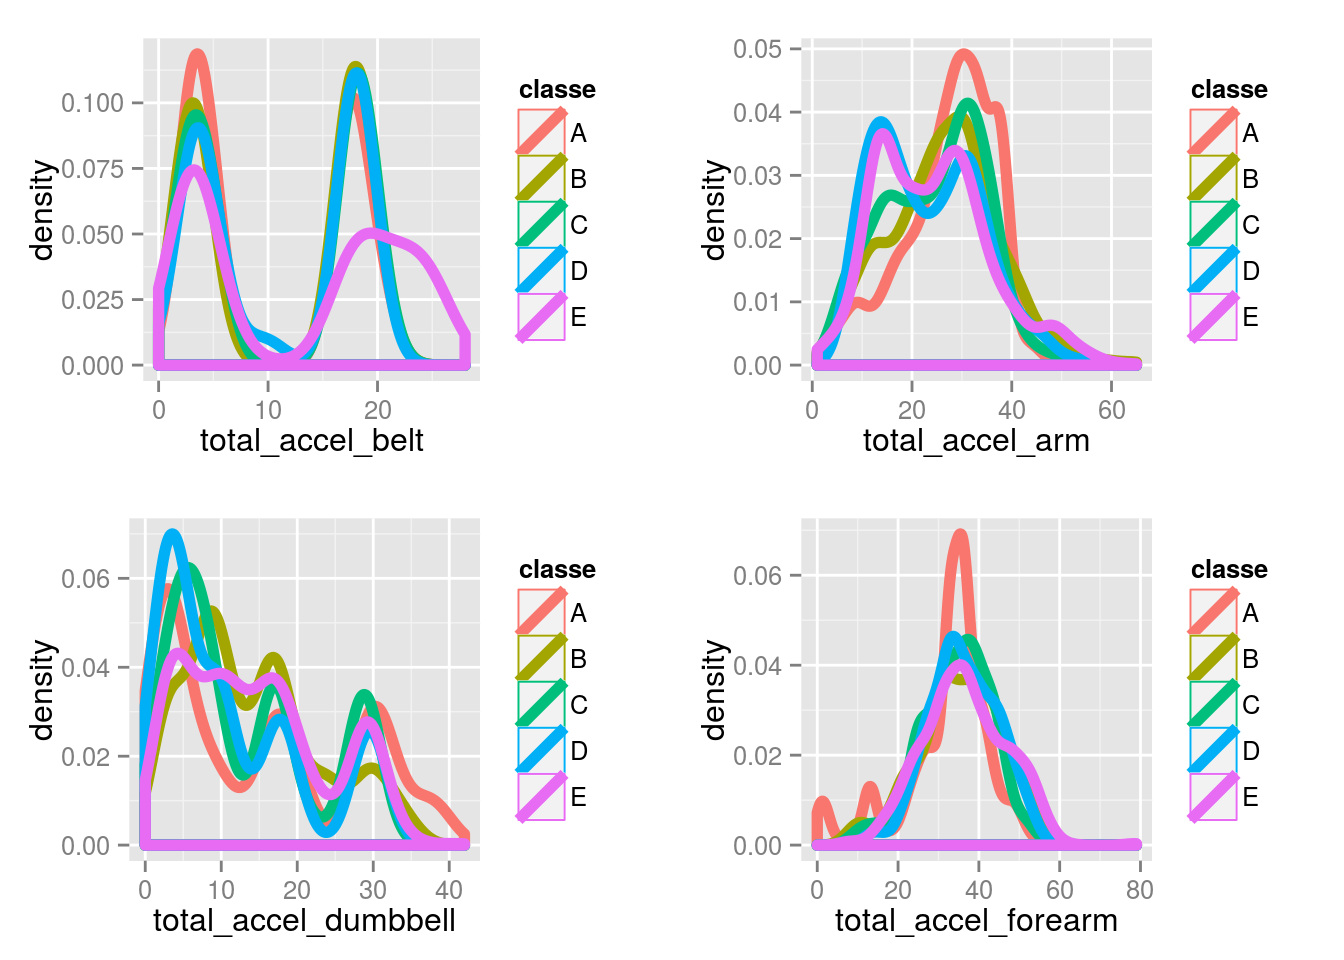 density
0.100
0.075
0.050
0.025
0.000
0 10 20
total_accel_belt
classe
A
B
C
D
E
density
0.05
0.04
0.03
0.02
0.01
0.00
0 20 40 60
total_accel_arm
classe
A
B
C
D
E
density
0.06
0.04
0.02
0.00
0 10 20 30 40
total_accel_dumbbell
classe
A
B
C
D
E
density
0.06
0.04
0.02
0.00
0 20 40 60 80
total_accel_forearm
classe
A
B
C
D
E